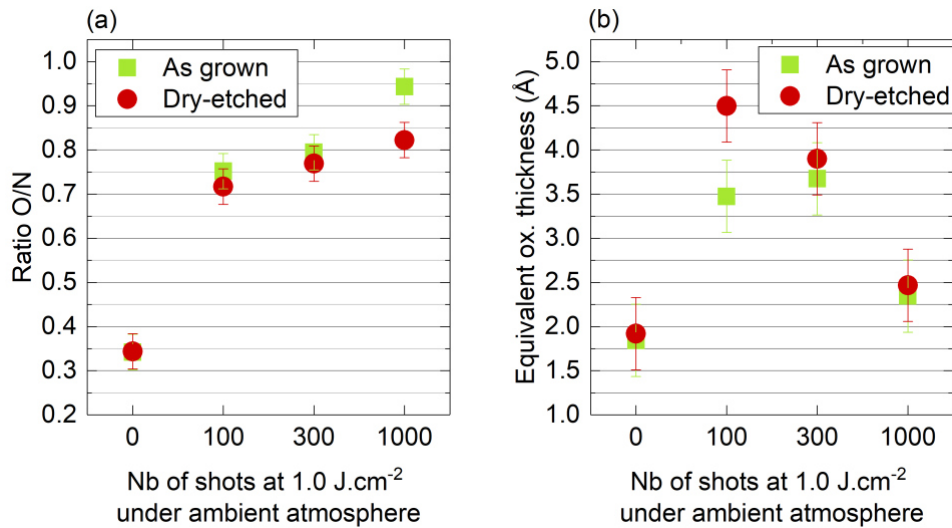 (a)
As grown
Dry-etched
1.0
0.9
0.8
0.7
0.6
0.5
0.4
0.3
0.2
Ratio O/N
0 100 300 1000
Nb of shots at 1.0 J.cm⁻²
under ambient atmosphere
(b)
As grown
Dry-etched
5.0
4.5
4.0
3.5
3.0
2.5
2.0
1.5
1.0
Equivalent ox. thickness (Å)
0 100 300 1000
Nb of shots at 1.0 J.cm⁻²
under ambient atmosphere